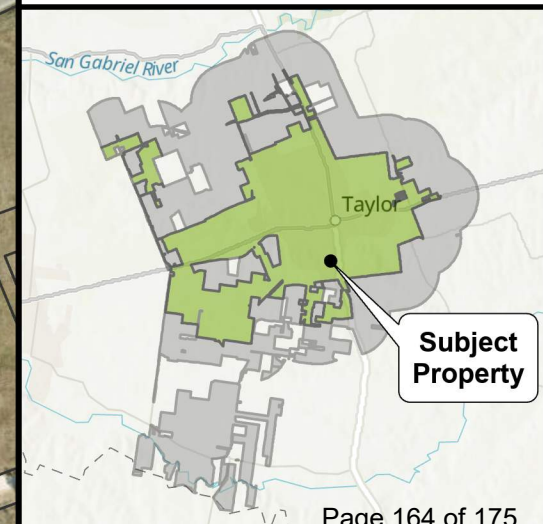 San Gabriel River
Taylor
Subject
Property
Page 164 of 175